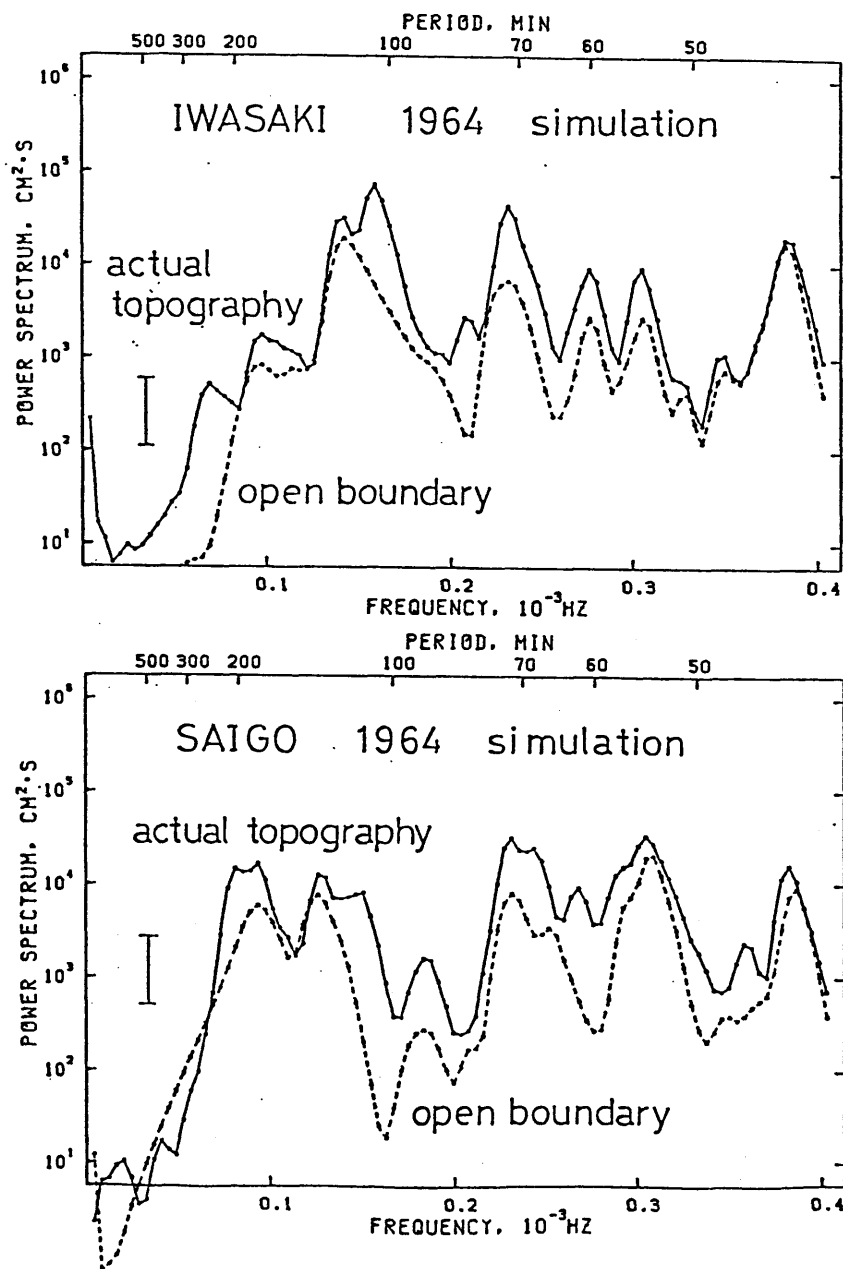 PERIOD, MIN
500 300 200 100 70 60 50
10⁶
IWASAKI 1964 simulation
10⁵
10⁴
actual
topography
10³
10²
open boundary
10¹
POWER SPECTRUM, CM²·S
0.1 0.2 0.3 0.4
FREQUENCY, 10⁻³HZ
PERIOD, MIN
500 300 200 100 70 60 50
10⁶
SAIGO 1964 simulation
10⁵
actual topography
10⁴
10³
10²
open boundary
10¹
POWER SPECTRUM, CM²·S
0.1 0.2 0.3 0.4
FREQUENCY, 10⁻³HZ